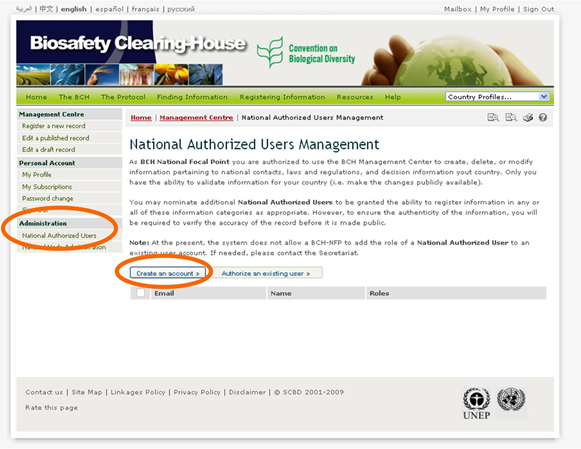 العربية | 中文 | english | español | français | русский
Mailbox | My Profile | Sign Out
Biosafety Clearing-House
Convention on
Biological Diversity
Home The BCH The Protocol Finding Information Registering Information Resources Help Country Profiles...
Management Centre
Register a new record
Edit a published record
Edit a draft record
Personal Account
My Profile
My Subscriptions
Password change
Administration
National Authorized Users
Home | Management Centre | National Authorized Users Management
National Authorized Users Management
As BCH National Focal Point you are authorized to use the BCH Management Center to create, delete, or modify
information pertaining to national contacts, laws and regulations, and decision information yout country. Only you
have the ability to validate information for your country (i.e. make the changes publicly available).
You may nominate additional National Authorized Users to be granted the ability to register information in any or
all of these information categories as appropriate. However, to ensure the authenticity of the information, you will
be required to verify the accuracy of the record before it is made public.
Note: At the present, the system does not allow a BCH-NFP to add the role of a National Authorized User to an
existing user account. If needed, please contact the Secretariat.
Create an account » Authorize an existing user »
Email Name Roles
Contact us | Site Map | Linkages Policy | Privacy Policy | Disclaimer | © SCBD 2001-2009
Rate this page
UNEP